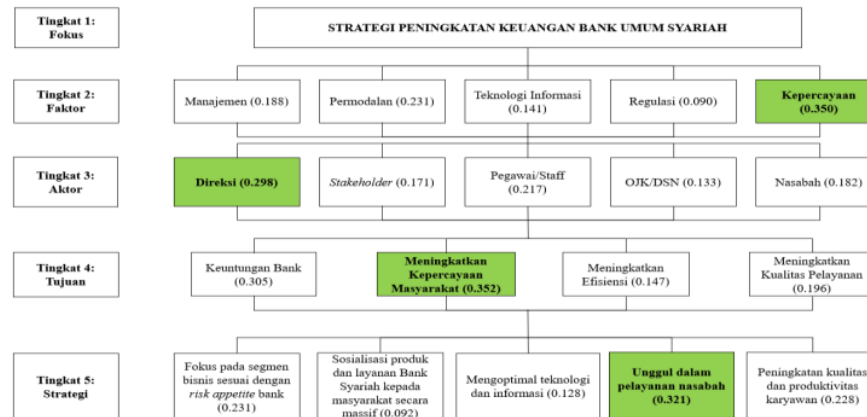 Tingkat 1:
Fokus
STRATEGI PENINGKATAN KEUANGAN BANK UMUM SYARIAH
Tingkat 2:
Faktor
Manajemen (0.188)
Permodalan (0.231)
Teknologi Informasi
(0.141)
Regulasi (0.090)
Kepercayaan
(0.350)
Tingkat 3:
Aktor
Direksi (0.298)
Stakeholder (0.171)
Pegawai/Staff
(0.217)
OJK/DSN (0.133)
Nasabah (0.182)
Tingkat 4:
Tujuan
Keuntungan Bank
(0.305)
Meningkatkan
Kepercayaan
Masyarakat (0.352)
Meningkatkan
Efisiensi (0.147)
Meningkatkan
Kualitas Pelayanan
(0.196)
Tingkat 5:
Strategi
Fokus pada segmen
bisnis sesuai dengan
risk appetite bank
(0.231)
Sosialisasi produk
dan layanan Bank
Syariah kepada
masyarakat secara
massif (0.092)
Mengoptimal teknologi
dan informasi (0.128)
Unggul dalam
pelayanan nasabah
(0.321)
Peningkatan kualitas
dan produktivitas
karyawan (0.228)